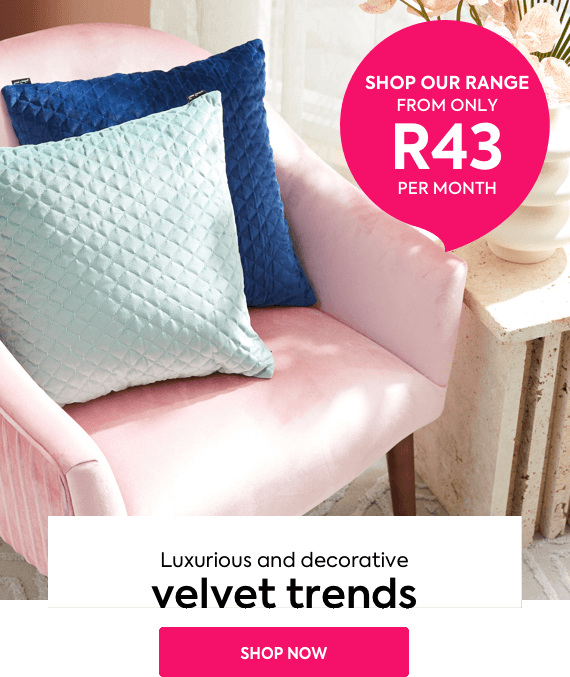 SHOP OUR RANGE
FROM ONLY
R43
PER MONTH
Luxurious and decorative
velvet trends
SHOP NOW